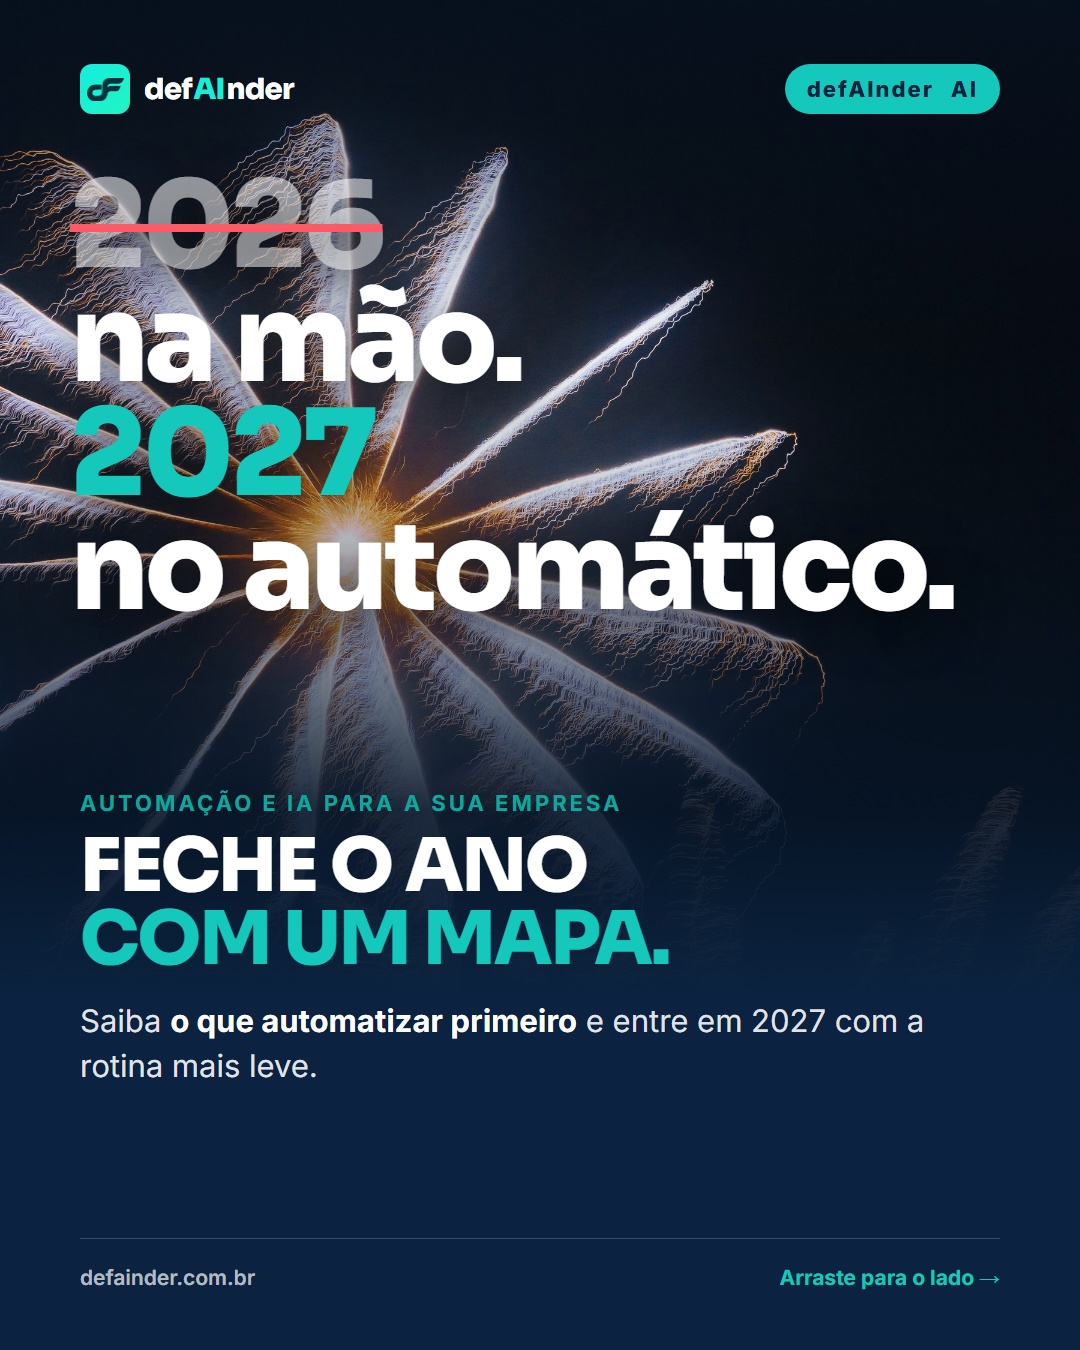 defAInder
defAInder AI
2026
na mão.
2027
no automático.
AUTOMAÇÃO E IA PARA A SUA EMPRESA
FECHE O ANO
COM UM MAPA.
Saiba o que automatizar primeiro e entre em 2027 com a
rotina mais leve.
defainder.com.br
Arraste para o lado →